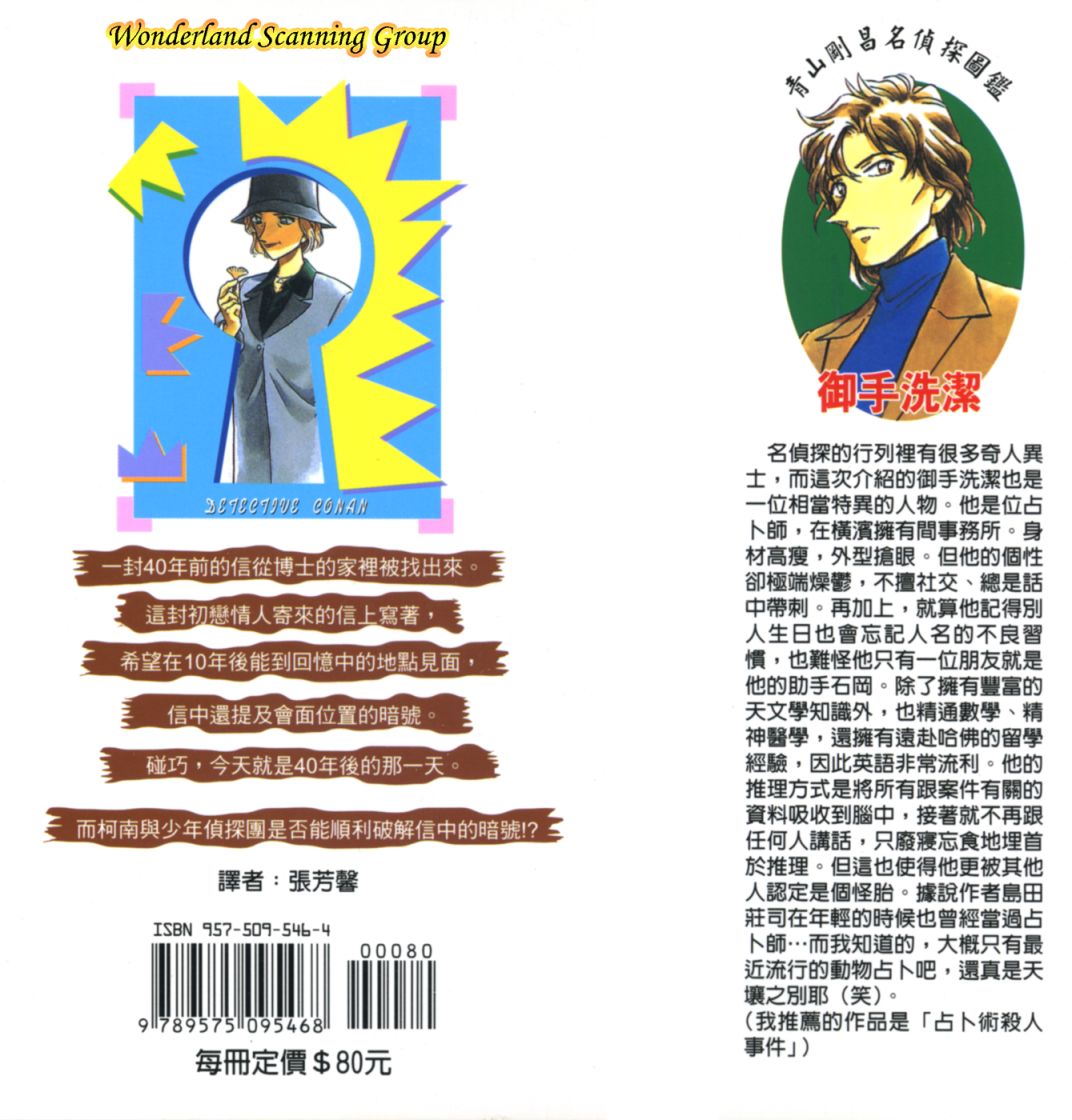 Wonderland Scanning Group
DETECTIVE CONAN
一封40年前的信從博士的家裡被找出來。
這封初戀情人寄來的信上寫著，
希望在10年後能到回憶中的地點見面，
信中還提及會面位置的暗號。
碰巧，今天就是40年後的那一天。
而柯南與少年偵探團是否能順利破解信中的暗號!?
譯者：張芳馨
ISBN 957-509-546-4
00080
9 789575 095468
每冊定價＄80元
青山剛昌名偵探圖鑑
御手洗潔
名偵探的行列裡有很多奇人異
士，而這次介紹的御手洗潔也是
一位相當特異的人物。他是位占
卜師，在橫濱擁有間事務所。身
材高瘦，外型搶眼。但他的個性
卻極端燥鬱，不擅社交、總是話
中帶刺。再加上，就算他記得別
人生日也會忘記人名的不良習
慣，也難怪他只有一位朋友就是
他的助手石岡。除了擁有豐富的
天文學知識外，也精通數學、精
神醫學，還擁有遠赴哈佛的留學
經驗，因此英語非常流利。他的
推理方式是將所有跟案件有關的
資料吸收到腦中，接著就不再跟
任何人講話，只廢寢忘食地埋首
於推理。但這也使得他更被其他
人認定是個怪胎。據說作者島田
莊司在年輕的時候也曾經當過占
卜師…而我知道的，大概只有最
近流行的動物占卜吧，還真是天
壤之別耶（笑）。
（我推薦的作品是「占卜術殺人
事件」）